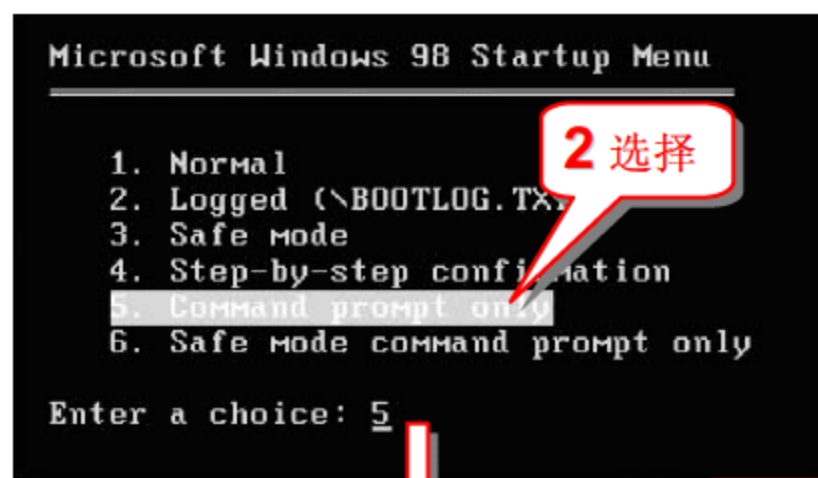 Microsoft Windows 98 Startup Menu
2 选择
1. Normal
2. Logged (\BOOTLOG.TX
3. Safe mode
4. Step-by-step confirmation
5. Command prompt only
6. Safe mode command prompt only
Enter a choice: 5